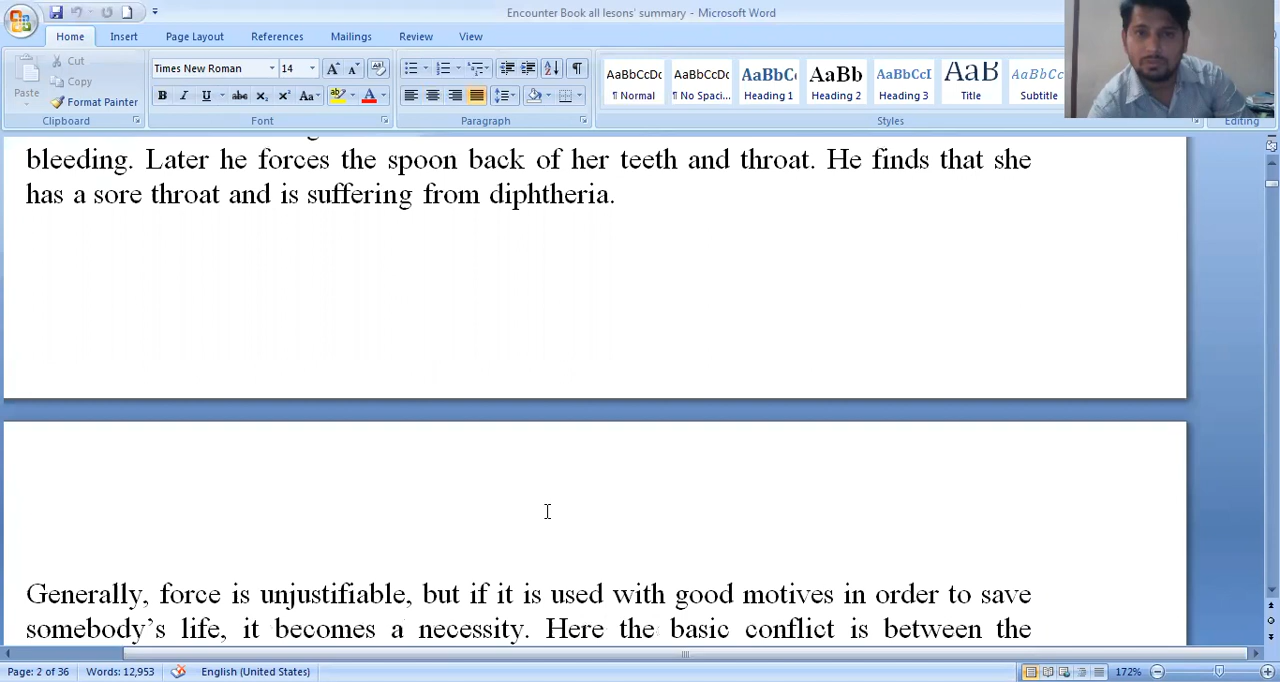 Encounter Book all lesons' summary - Microsoft Word
Home Insert Page Layout References Mailings Review View
Paste
Cut
Copy
Format Painter
Clipboard
Times New Roman 14
B I U abc X₂ X² Aa A
Font
Paragraph
AaBbCcDc AaBbCcDc AaBbC AaBb AaBbCcI AaB AaBbCc
¶ Normal ¶ No Spaci... Heading 1 Heading 2 Heading 3 Title Subtitle
Styles
Editing
bleeding. Later he forces the spoon back of her teeth and throat. He finds that she
has a sore throat and is suffering from diphtheria.
Generally, force is unjustifiable, but if it is used with good motives in order to save
somebody's life, it becomes a necessity. Here the basic conflict is between the
Page: 2 of 36 Words: 12,953 English (United States) 172%